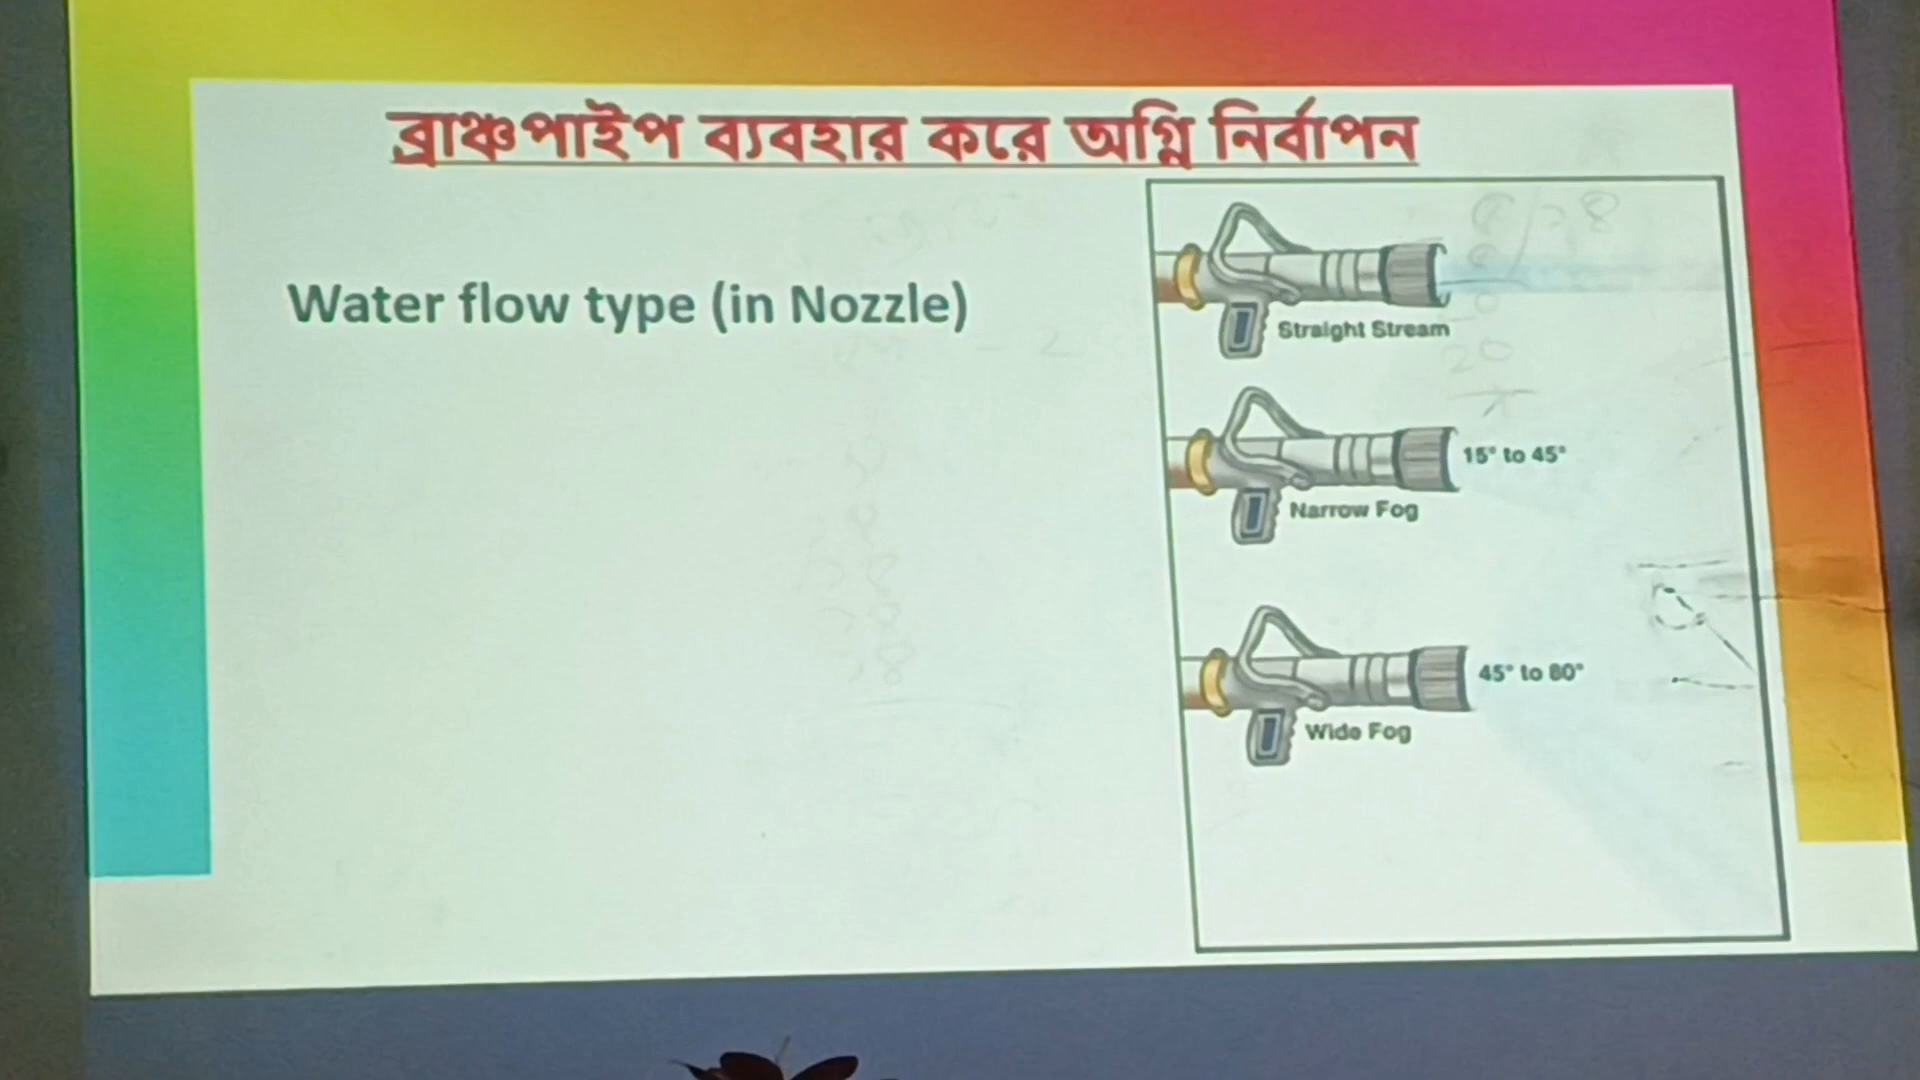 ব্রাঞ্চপাইপ ব্যবহার করে অগ্নি নির্বাপন
Water flow type (in Nozzle)
Straight Stream
15° to 45°
Narrow Fog
45° to 80°
Wide Fog